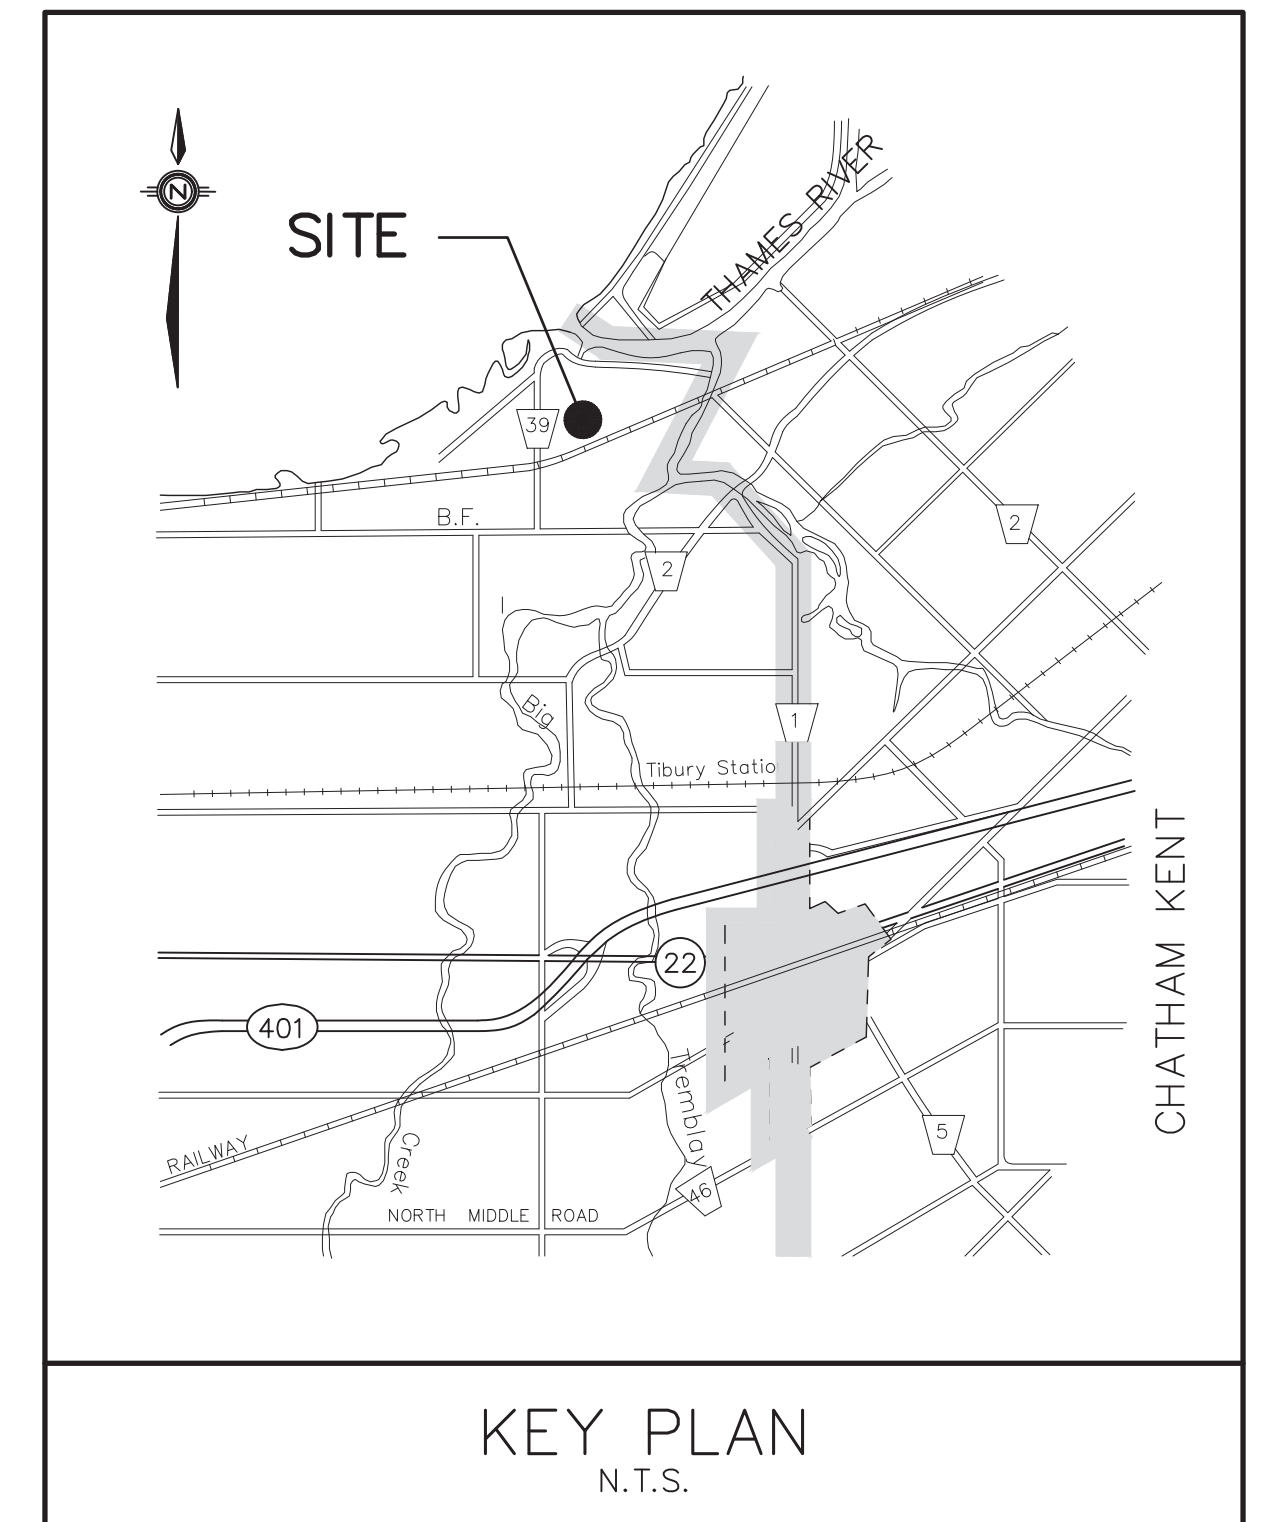 N
SITE
THAMES RIVER
39
B.F.
2
2
Big
1
Tibury Statio
CHATHAM KENT
22
401
Tremblay
5
RAILWAY
Creek
46
NORTH MIDDLE ROAD
KEY PLAN
N.T.S.